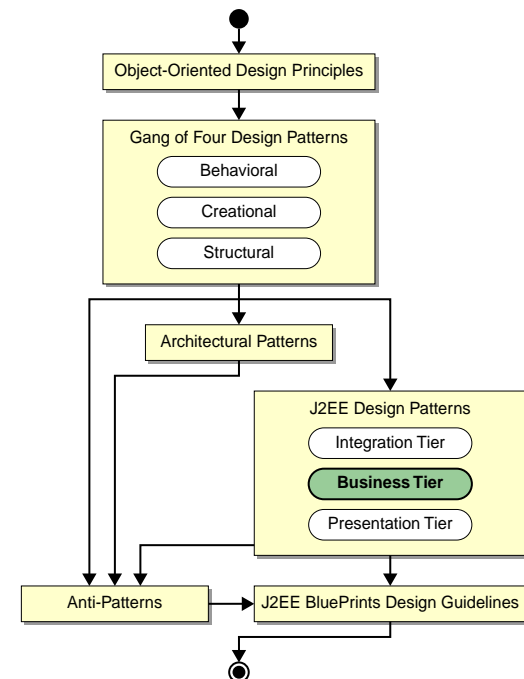 Object-Oriented Design Principles
Gang of Four Design Patterns
Behavioral
Creational
Structural
Architectural Patterns
J2EE Design Patterns
Integration Tier
Business Tier
Presentation Tier
Anti-Patterns
J2EE BluePrints Design Guidelines